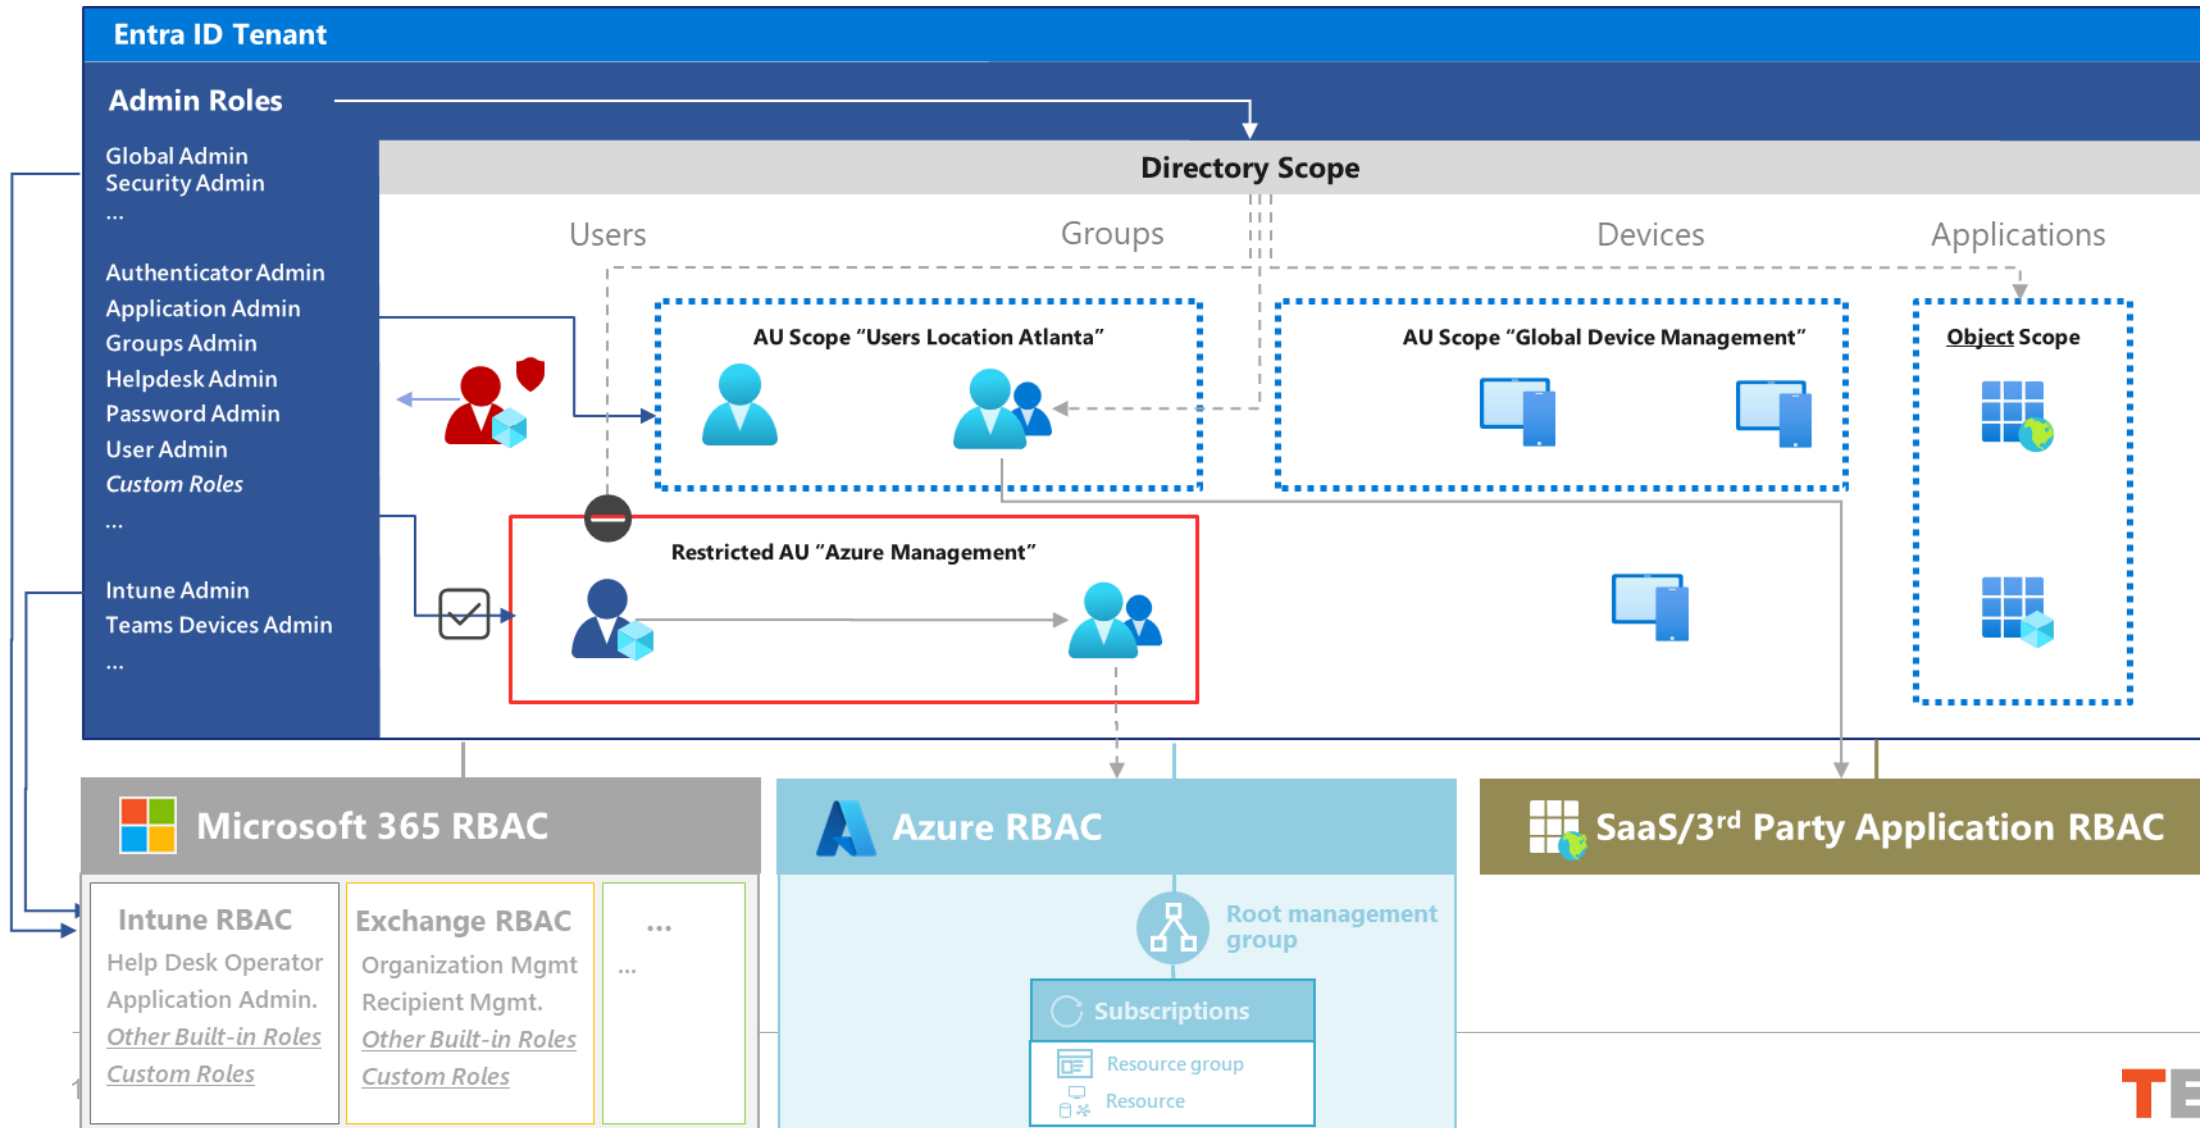 Entra ID Tenant
Admin Roles
Global Admin
Security Admin
...
Authenticator Admin
Application Admin
Groups Admin
Helpdesk Admin
Password Admin
User Admin
Custom Roles
...
Intune Admin
Teams Devices Admin
...
Directory Scope
Users
Groups
Devices
Applications
AU Scope “Users Location Atlanta”
AU Scope “Global Device Management”
Object Scope
Restricted AU “Azure Management”
Microsoft 365 RBAC
Intune RBAC
Help Desk Operator
Application Admin.
Other Built-in Roles
Custom Roles
Exchange RBAC
Organization Mgmt
Recipient Mgmt.
Other Built-in Roles
Custom Roles
...
...
Azure RBAC
Root management
group
Subscriptions
Resource group
Resource
SaaS/3rd Party Application RBAC
TE